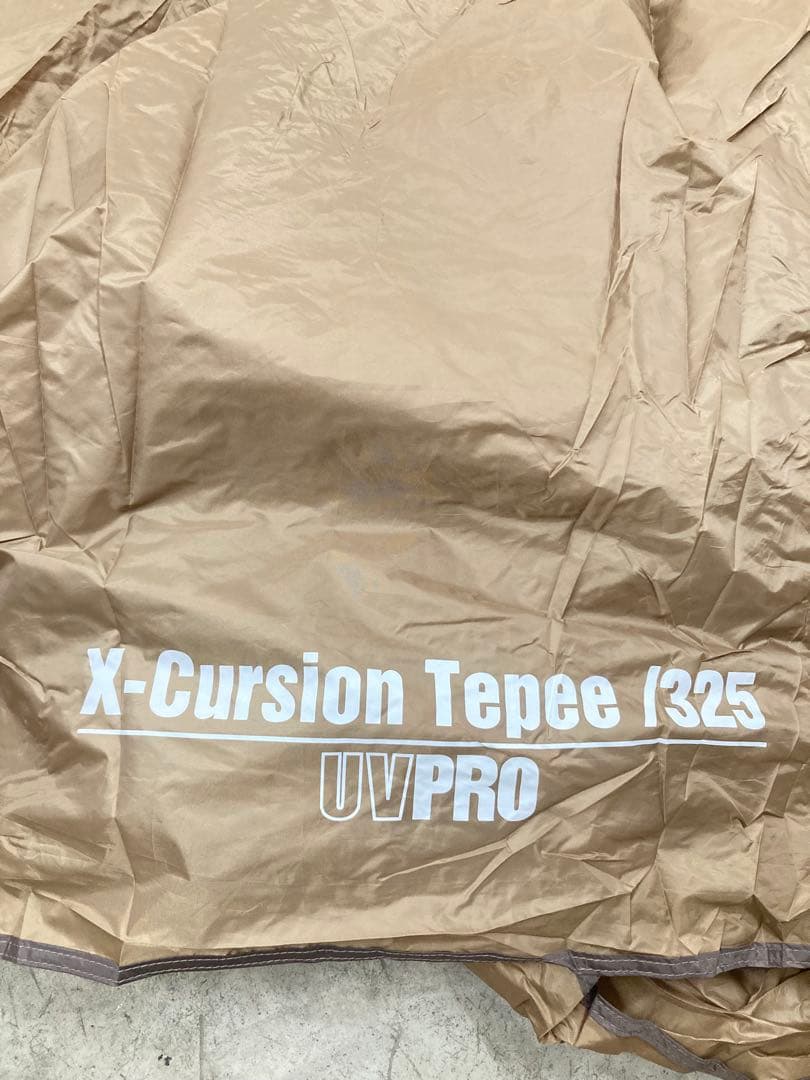 X-Cursion Tepee /325
UVPRO